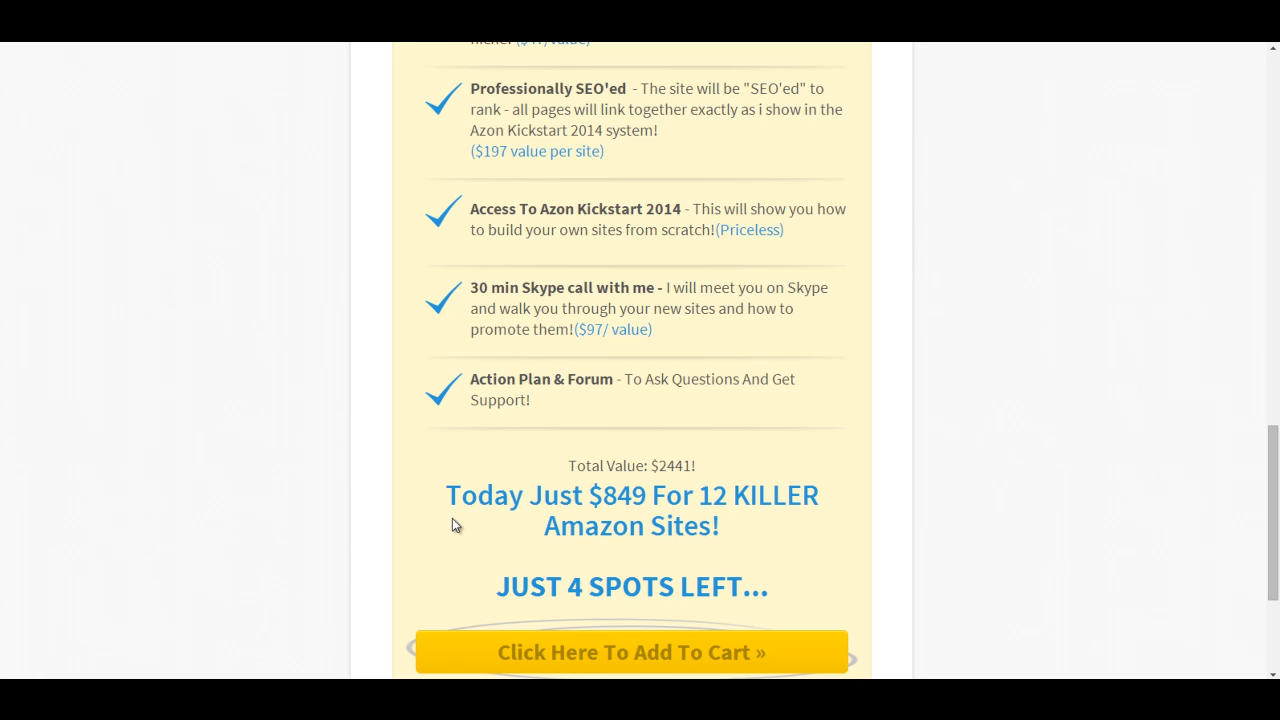 niche! ($47/value)
Professionally SEO'ed - The site will be "SEO'ed" to
rank - all pages will link together exactly as i show in the
Azon Kickstart 2014 system!
($197 value per site)
Access To Azon Kickstart 2014 - This will show you how
to build your own sites from scratch!(Priceless)
30 min Skype call with me - I will meet you on Skype
and walk you through your new sites and how to
promote them!($97/ value)
Action Plan & Forum - To Ask Questions And Get
Support!
Total Value: $2441!
Today Just $849 For 12 KILLER
Amazon Sites!
JUST 4 SPOTS LEFT...
Click Here To Add To Cart »